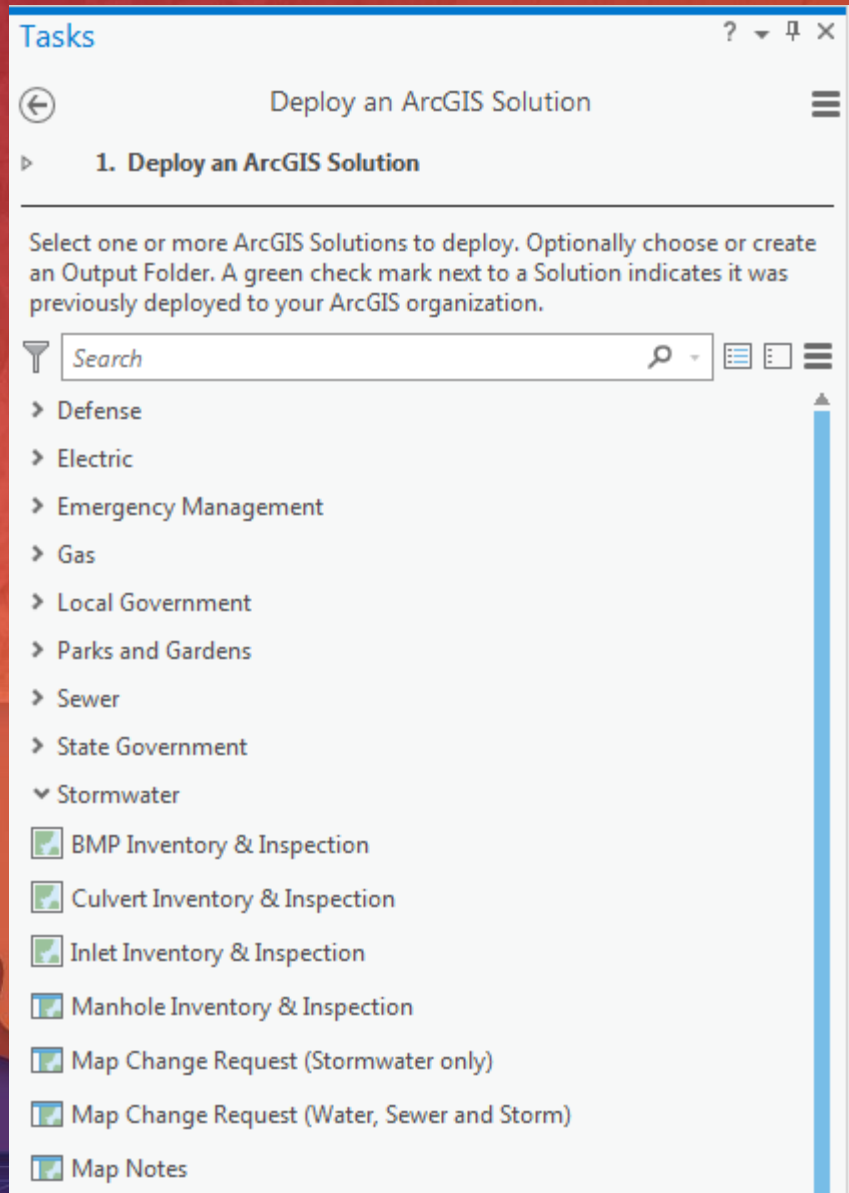 Tasks
?
Deploy an ArcGIS Solution
1. Deploy an ArcGIS Solution
Select one or more ArcGIS Solutions to deploy. Optionally choose or create
an Output Folder. A green check mark next to a Solution indicates it was
previously deployed to your ArcGIS organization.
Search
Defense
Electric
Emergency Management
Gas
Local Government
Parks and Gardens
Sewer
State Government
Stormwater
BMP Inventory & Inspection
Culvert Inventory & Inspection
Inlet Inventory & Inspection
Manhole Inventory & Inspection
Map Change Request (Stormwater only)
Map Change Request (Water, Sewer and Storm)
Map Notes